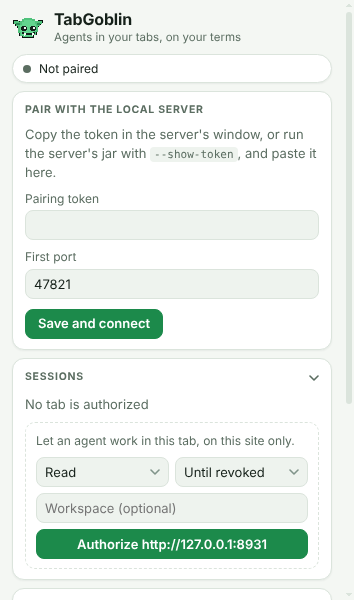 TabGoblin
Agents in your tabs, on your terms
Not paired
PAIR WITH THE LOCAL SERVER
Copy the token in the server's window, or run
the server's jar with --show-token, and paste it
here.
Pairing token
First port
47821
Save and connect
SESSIONS
No tab is authorized
Let an agent work in this tab, on this site only.
Read
Until revoked
Workspace (optional)
Authorize http://127.0.0.1:8931